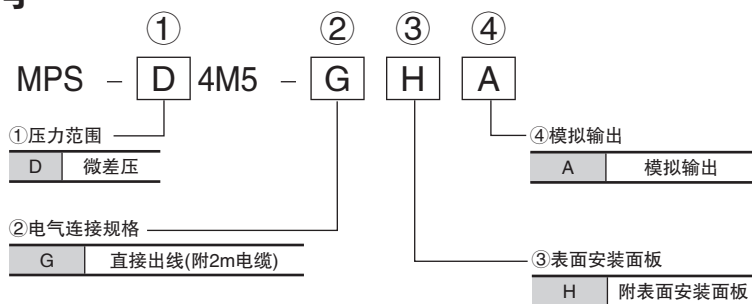 ① ② ③ ④
MPS - D 4M5 - G H A
①压力范围
D 微差压
④模拟输出
A 模拟输出
②电气连接规格
G 直接出线(附2m电缆)
③表面安装面板
H 附表面安装面板